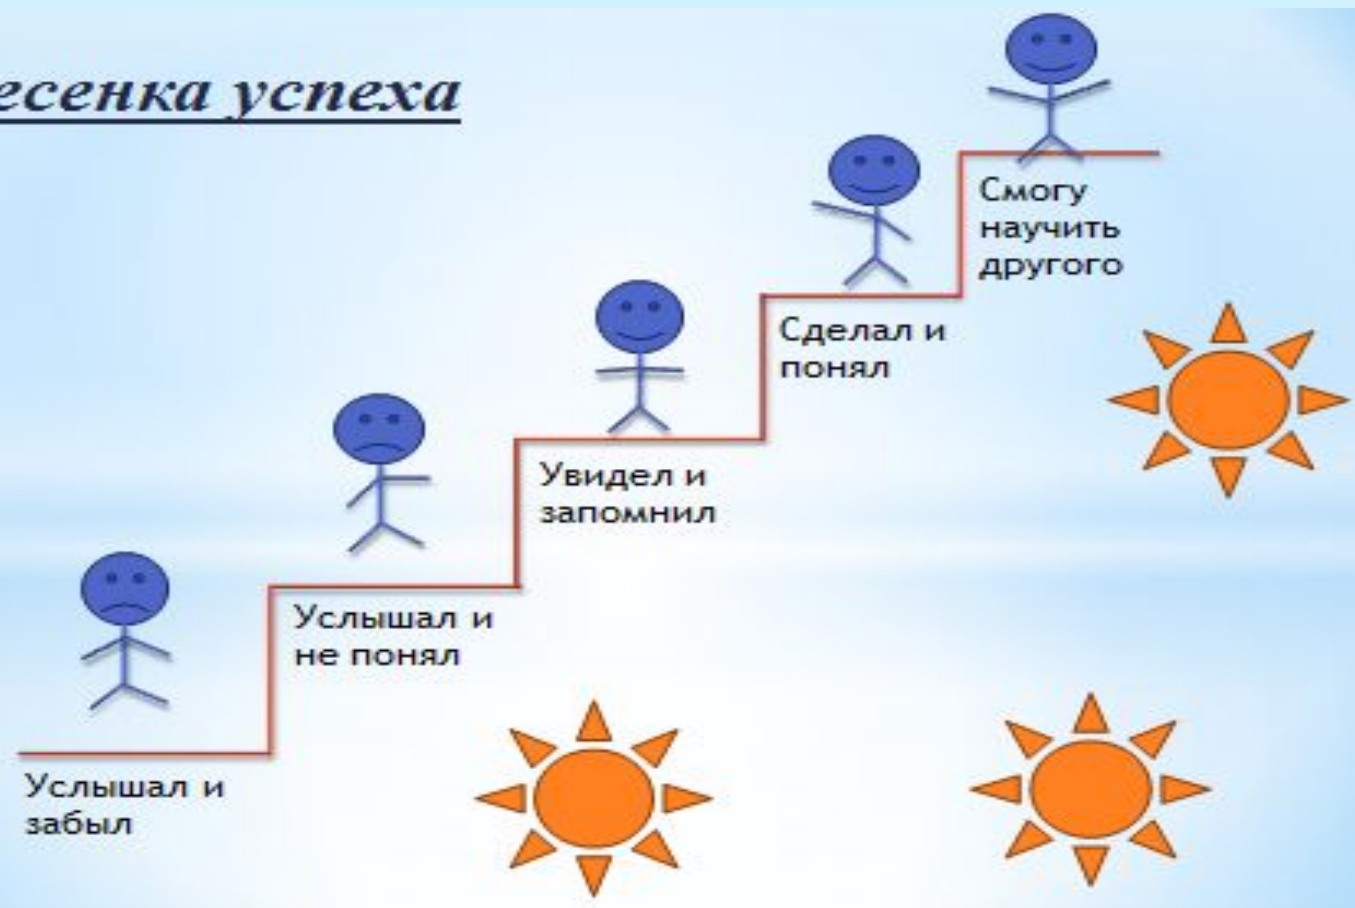 есенка успеха
Смогу
научить
другого
Сделал и
понял
Увидел и
запомнил
Услышал и
не понял
Услышал и
забыл